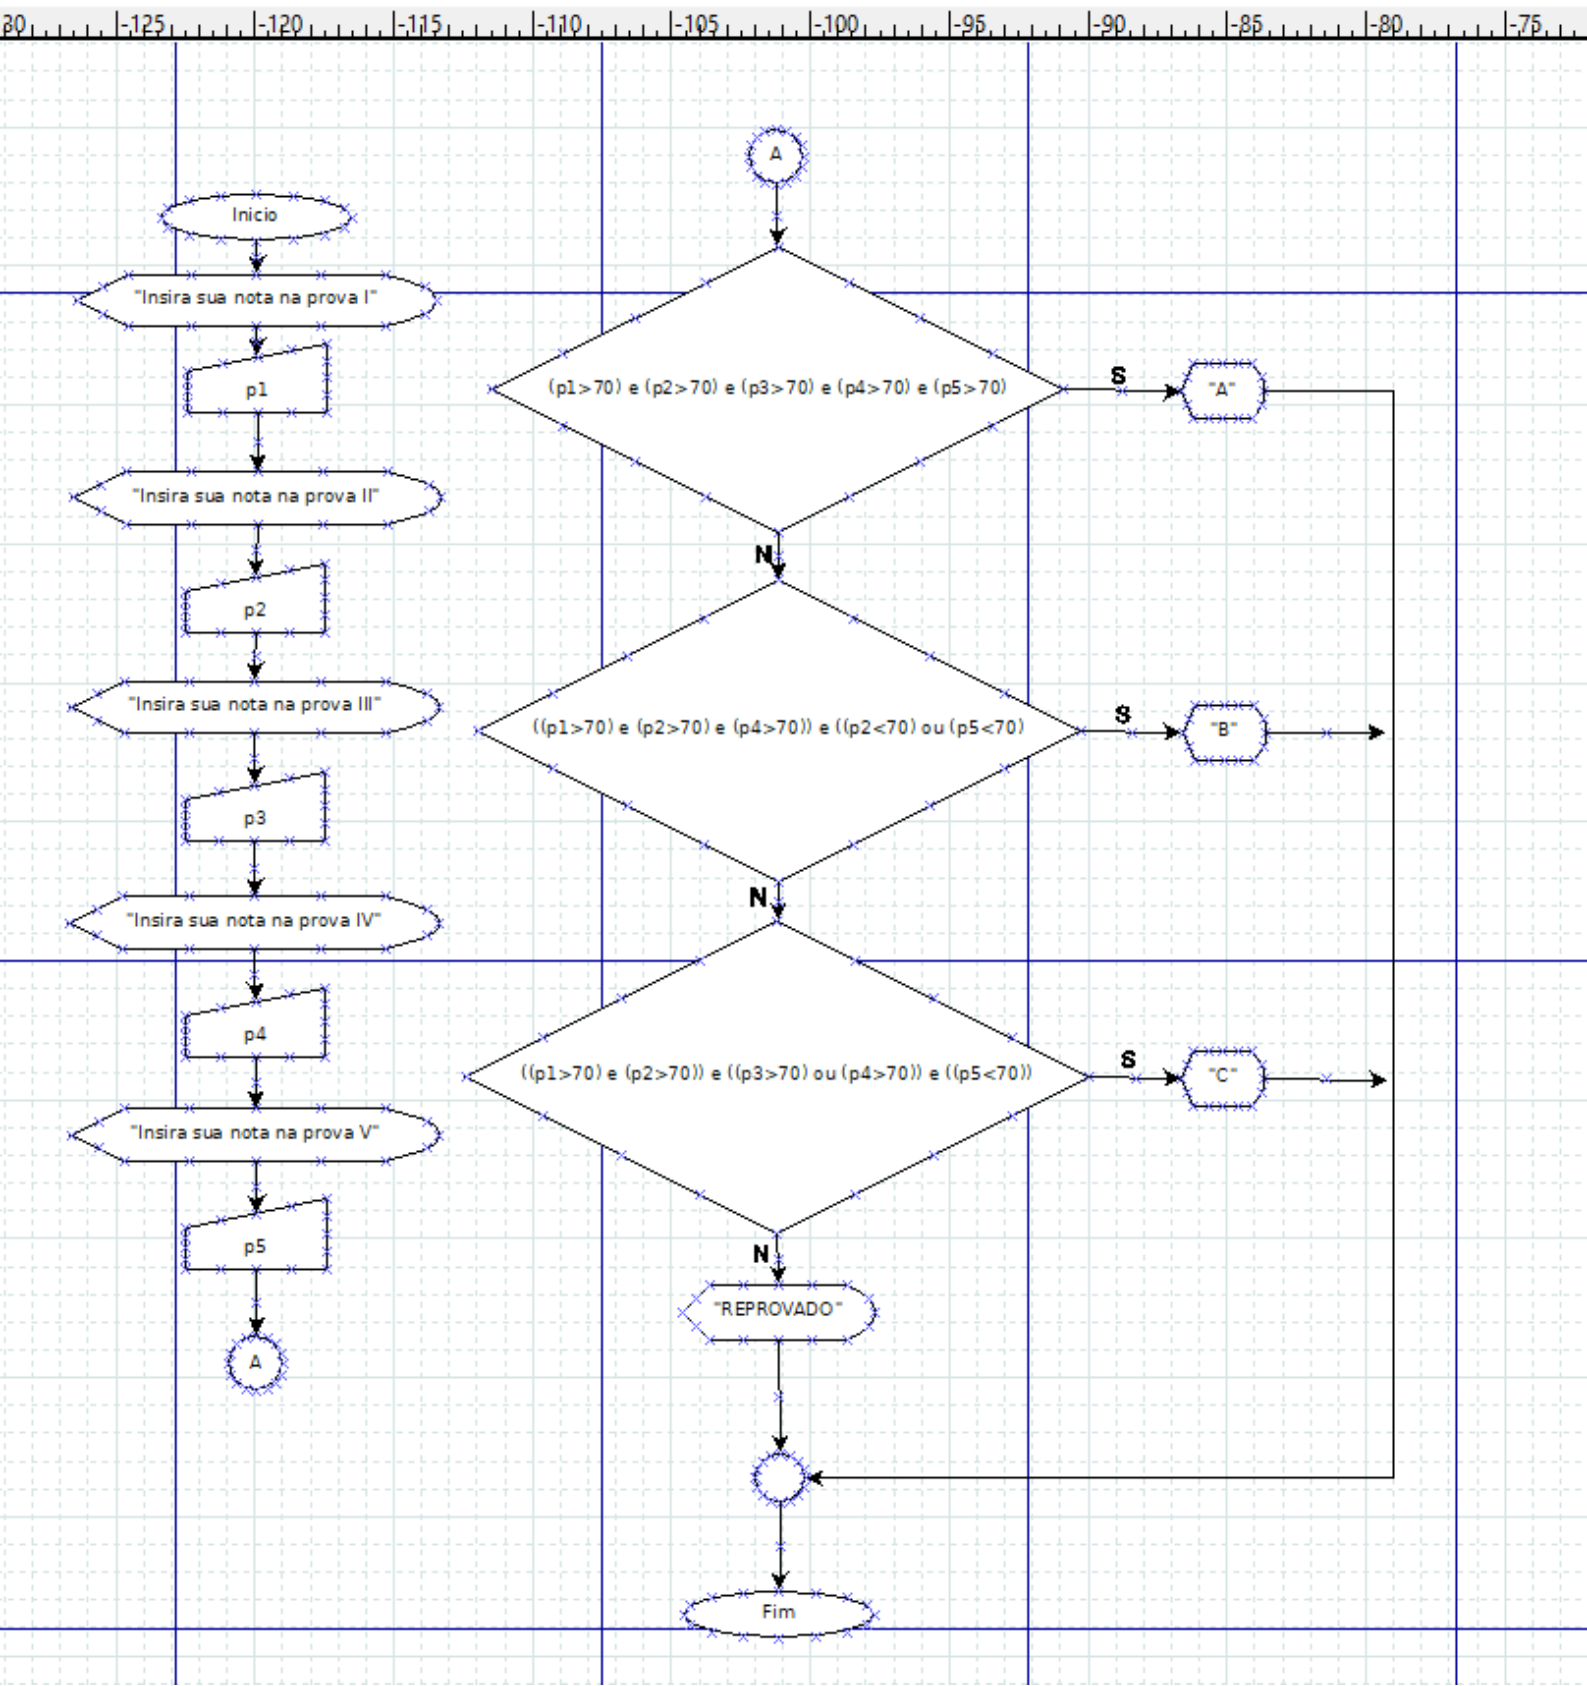 80 -125 -120 -115 -110 -105 -100 -95 -90 -85 -80 -75
Inicio
"Insira sua nota na prova I"
p1
"Insira sua nota na prova II"
p2
"Insira sua nota na prova III"
p3
"Insira sua nota na prova IV"
p4
"Insira sua nota na prova V"
p5
A
A
(p1>70) e (p2>70) e (p3>70) e (p4>70) e (p5>70)
S
"A"
N
((p1>70) e (p2>70) e (p4>70)) e ((p2<70) ou (p5<70)
S
"B"
N
((p1>70) e (p2>70)) e ((p3>70) ou (p4>70)) e ((p5<70))
S
"C"
N
"REPROVADO"
Fim